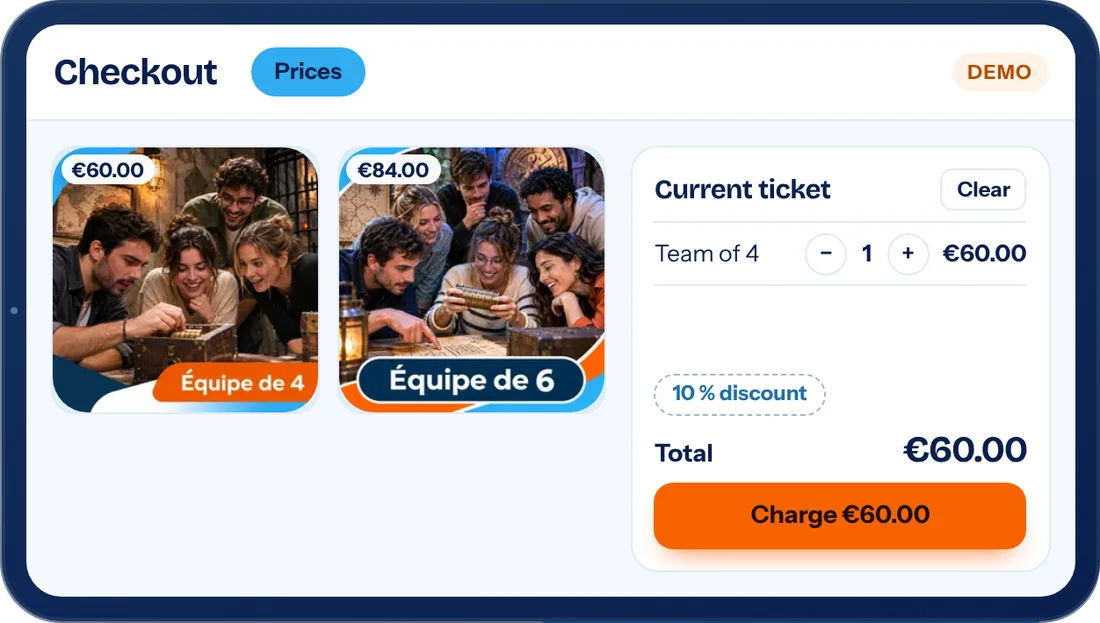 Checkout
Prices
DEMO
€60.00
Équipe de 4
€84.00
Équipe de 6
Current ticket
Clear
Team of 4
−
1
+
€60.00
10 % discount
Total
€60.00
Charge €60.00